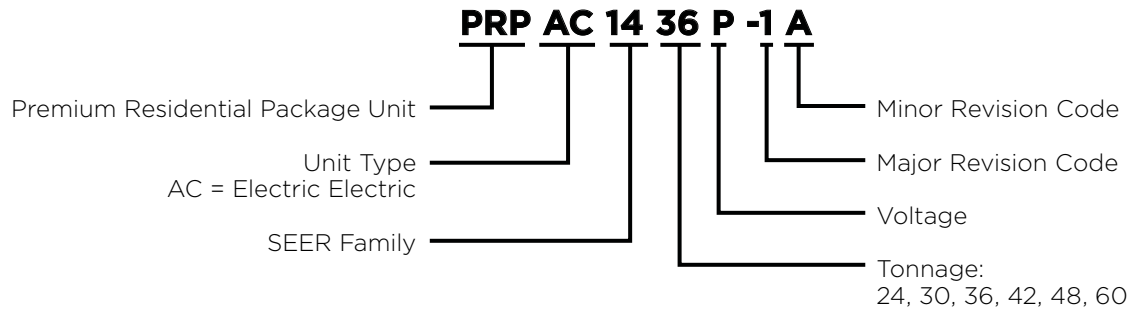 PRP AC 14 36 P -1 A
Premium Residential Package Unit
Unit Type
AC = Electric Electric
SEER Family
Minor Revision Code
Major Revision Code
Voltage
Tonnage:
24, 30, 36, 42, 48, 60